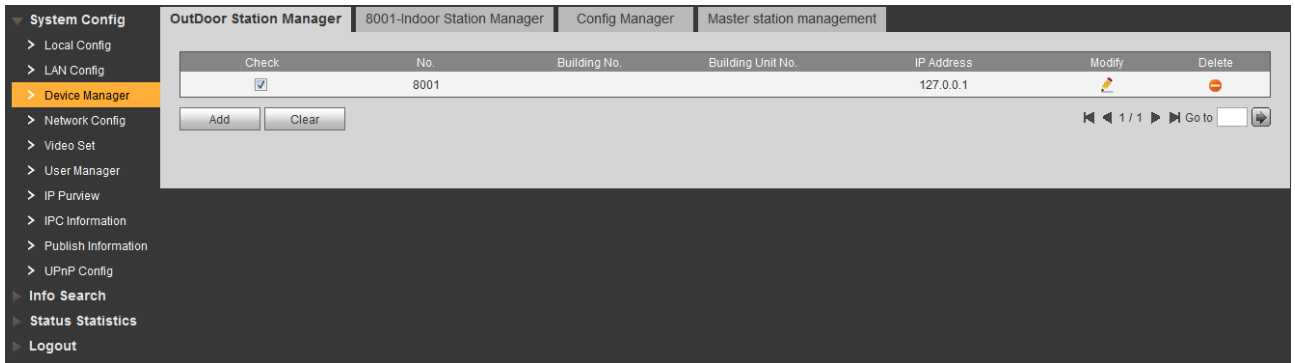 System Config
> Local Config
> LAN Config
> Device Manager
> Network Config
> Video Set
> User Manager
> IP Purview
> IPC Information
> Publish Information
> UPnP Config
Info Search
Status Statistics
Logout
OutDoor Station Manager 8001-Indoor Station Manager Config Manager Master station management
Check No. Building No. Building Unit No. IP Address Modify Delete
8001 127.0.0.1
Add Clear 1 / 1 Go to